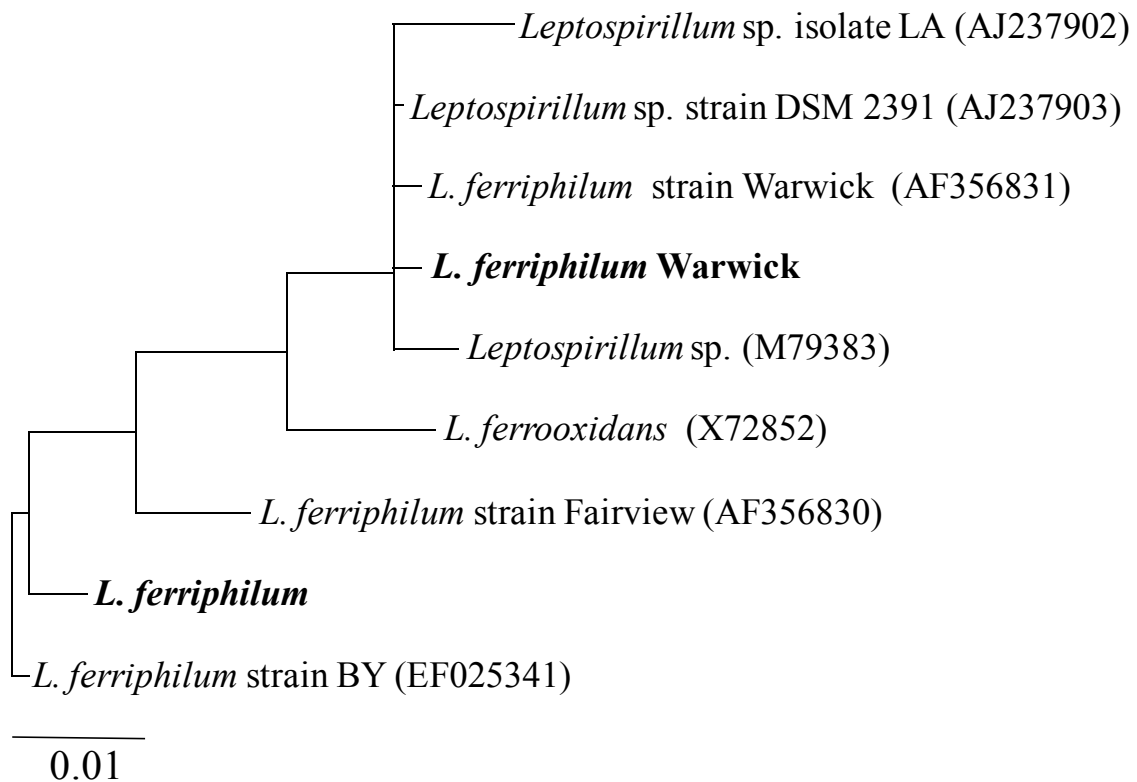 Leptospirillum sp. isolate LA (AJ237902)
Leptospirillum sp. strain DSM 2391 (AJ237903)
L. ferriphilum strain Warwick (AF356831)
L. ferriphilum Warwick
Leptospirillum sp. (M79383)
L. ferrooxidans (X72852)
L. ferriphilum strain Fairview (AF356830)
L. ferriphilum
L. ferriphilum strain BY (EF025341)
0.01